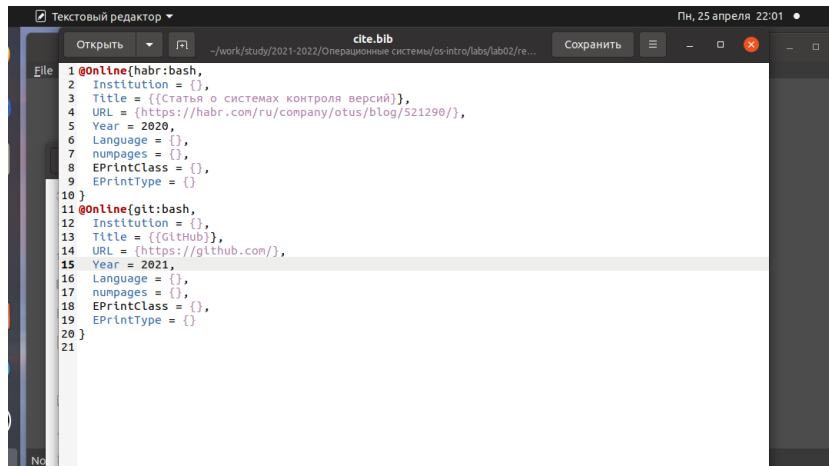 Текстовый редактор
Пн, 25 апреля 22:01
Открыть
cite.bib
~/work/study/2021-2022/Операционные системы/os-intro/labs/lab02/re...
Сохранить
File
1 @Online{habr:bash,
2 Institution = {},
3 Title = {{Статья о системах контроля версий}},
4 URL = {https://habr.com/ru/company/otus/blog/521290/},
5 Year = 2020,
6 Language = {},
7 numpages = {},
8 EPrintClass = {},
9 EPrintType = {}
10 }
11 @Online{git:bash,
12 Institution = {},
13 Title = {{GitHub}},
14 URL = {https://github.com/},
15 Year = 2021,
16 Language = {},
17 numpages = {},
18 EPrintClass = {},
19 EPrintType = {}
20 }
21
No